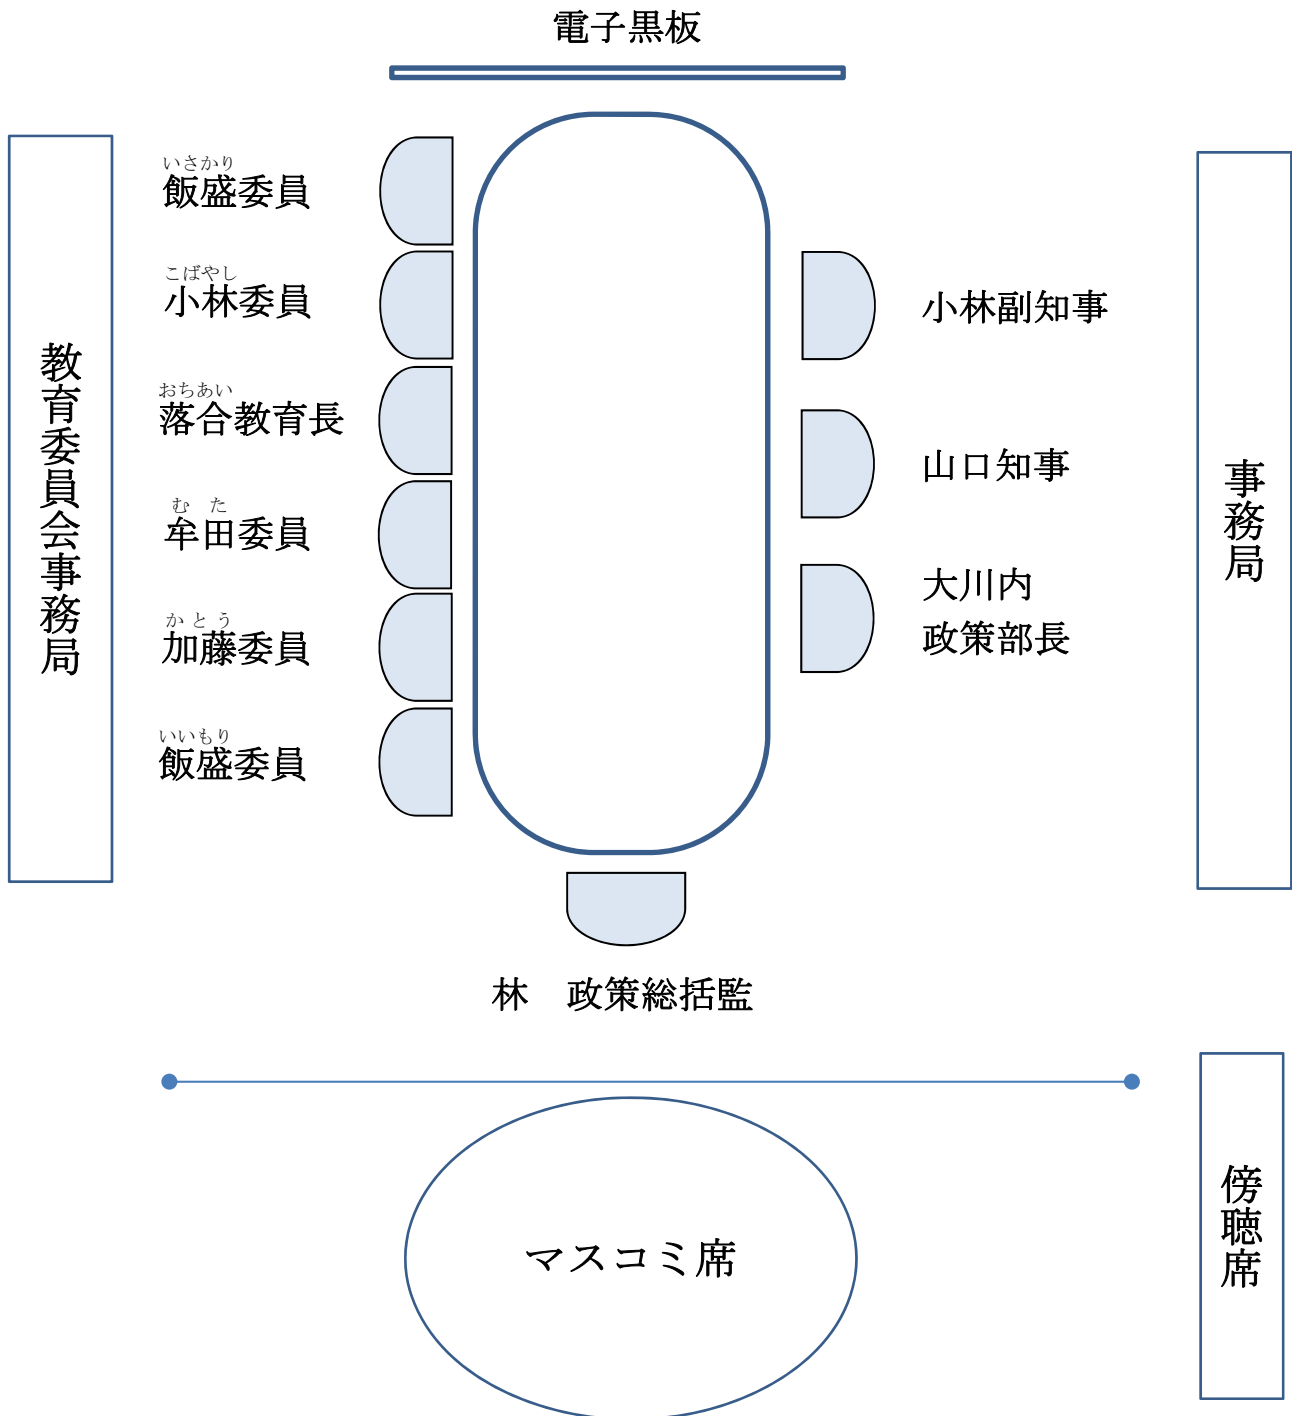 電子黒板
教育委員会事務局
いさかり
飯盛委員
こばやし
小林委員
おちあい
落合教育長
む た
牟田委員
かとう
加藤委員
いいもり
飯盛委員
小林副知事
山口知事
大川内
政策部長
事務局
林　政策総括監
マスコミ席
傍聴席